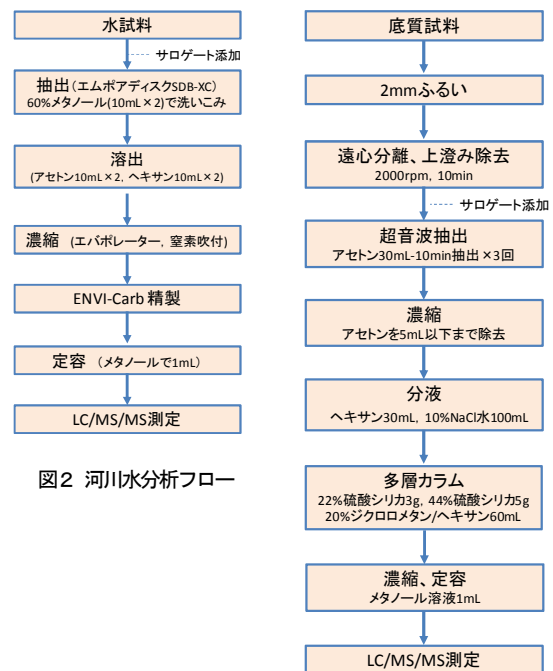 水試料
サロゲート添加
抽出(エムポアディスクSDB-XC)
60%メタノール(10mL×2)で洗いこみ
溶出
(アセトン10mL×2, ヘキサン10mL×2)
濃縮 (エバポレーター, 窒素吹付)
ENVI-Carb 精製
定容 (メタノールで1mL)
LC/MS/MS測定
図2 河川水分析フロー
底質試料
2mmふるい
遠心分離、上澄み除去
2000rpm, 10min
サロゲート添加
超音波抽出
アセトン30mL-10min抽出×3回
濃縮
アセトンを5mL以下まで除去
分液
ヘキサン30mL, 10%NaCl水100mL
多層カラム
22%硫酸シリカ3g, 44%硫酸シリカ5g
20%ジクロロメタン/ヘキサン60mL
濃縮、定容
メタノール溶液1mL
LC/MS/MS測定